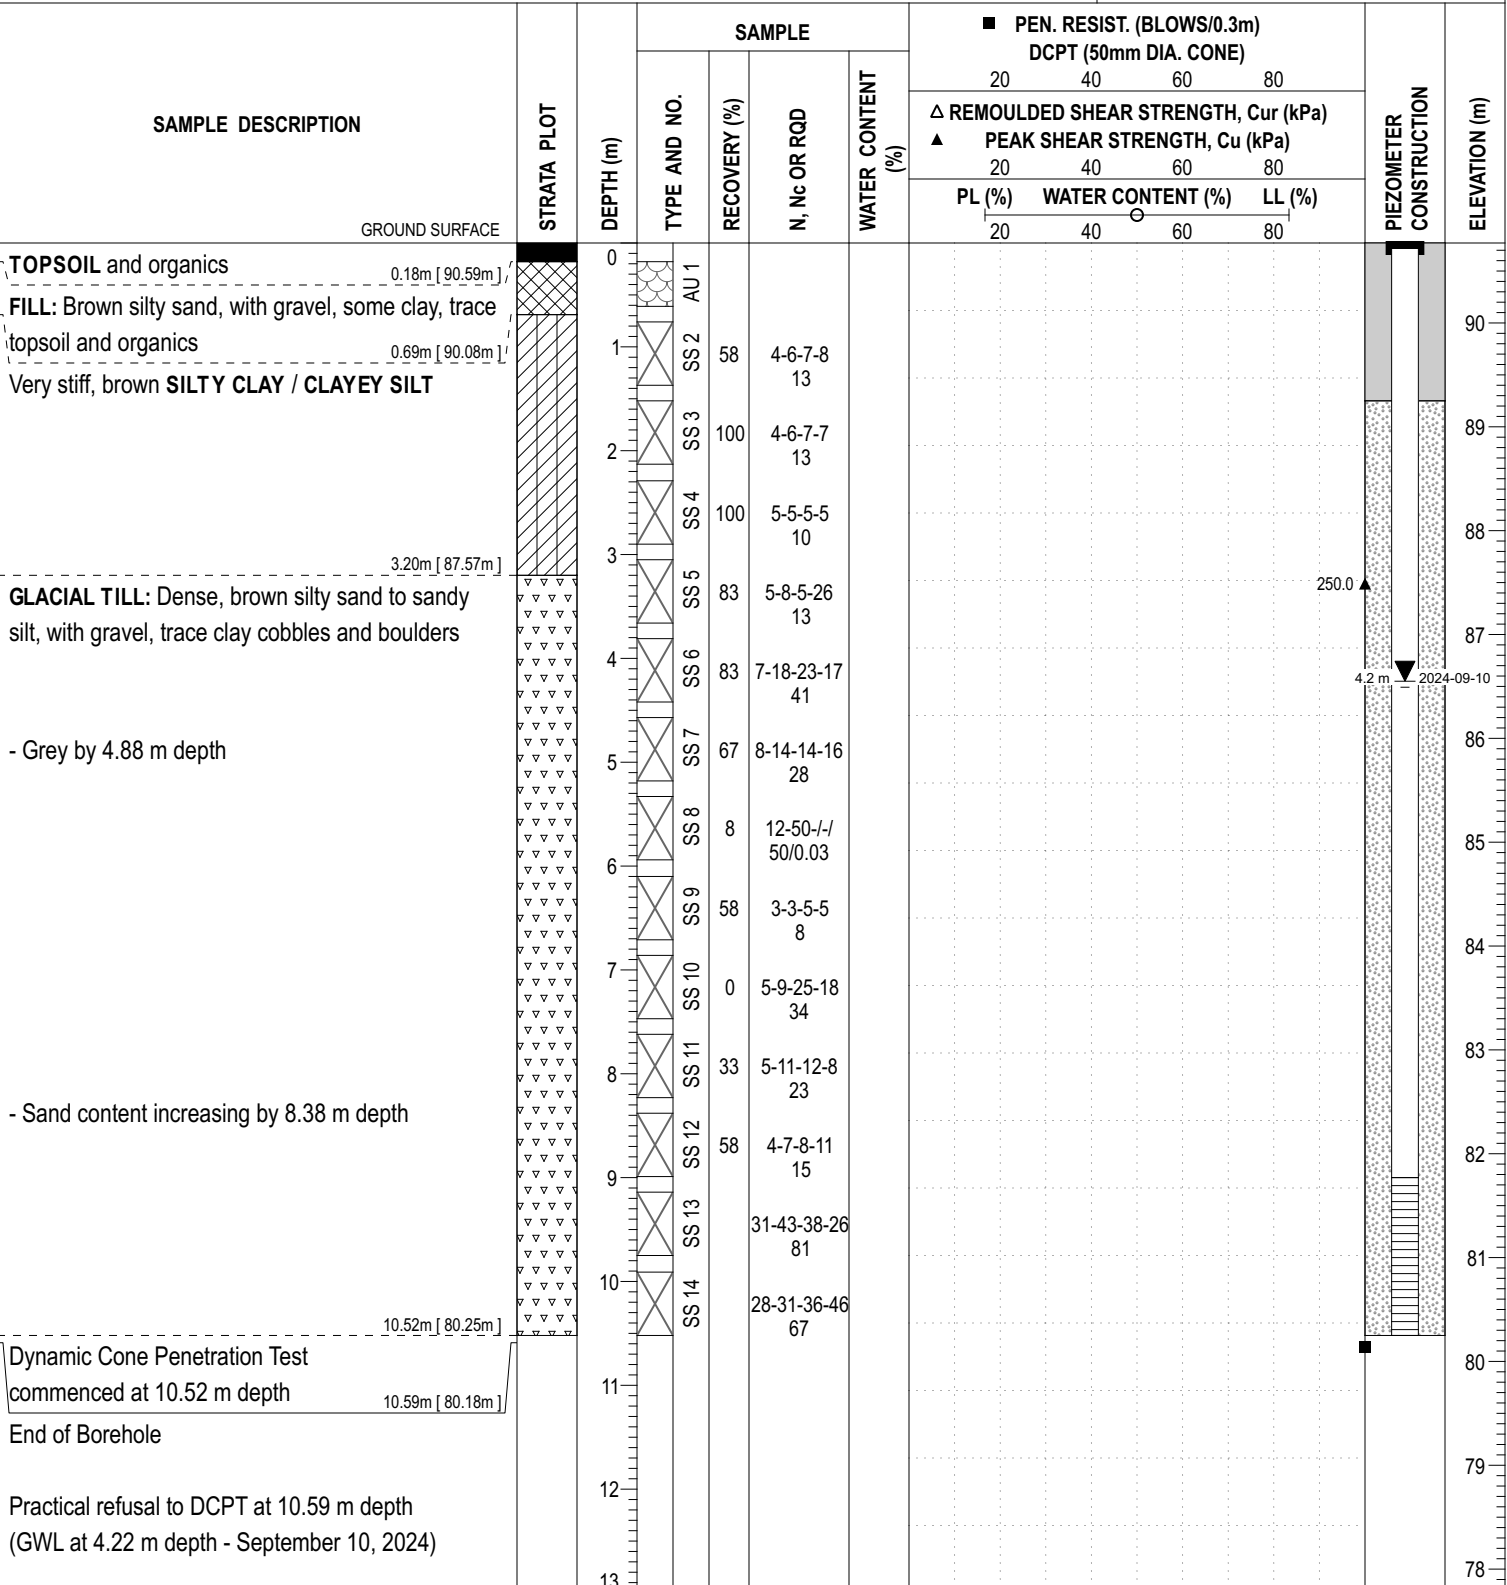 SAMPLE DESCRIPTION
GROUND SURFACE
STRATA PLOT
DEPTH (m)
SAMPLE
TYPE AND NO.
RECOVERY (%)
N, Nc OR RQD
WATER CONTENT
(%)
■ PEN. RESIST. (BLOWS/0.3m)
DCPT (50mm DIA. CONE)
20 40 60 80
△ REMOULDED SHEAR STRENGTH, Cur (kPa)
▲ PEAK SHEAR STRENGTH, Cu (kPa)
20 40 60 80
PL (%) WATER CONTENT (%) LL (%)
20 40 60 80
PIEZOMETER
CONSTRUCTION
ELEVATION (m)
TOPSOIL and organics
0.18m [ 90.59m ]
FILL: Brown silty sand, with gravel, some clay, trace
topsoil and organics
0.69m [ 90.08m ]
Very stiff, brown SILTY CLAY / CLAYEY SILT
3.20m [ 87.57m ]
GLACIAL TILL: Dense, brown silty sand to sandy
silt, with gravel, trace clay cobbles and boulders
- Grey by 4.88 m depth
- Sand content increasing by 8.38 m depth
10.52m [ 80.25m ]
Dynamic Cone Penetration Test
commenced at 10.52 m depth
10.59m [ 80.18m ]
End of Borehole
Practical refusal to DCPT at 10.59 m depth
(GWL at 4.22 m depth - September 10, 2024)
0
1
2
3
4
5
6
7
8
9
10
11
12
13
AU 1
SS 2 58 4-6-7-8
13
SS 3 100 4-6-7-7
13
SS 4 100 5-5-5-5
10
SS 5 83 5-8-5-26
13
SS 6 83 7-18-23-17
41
SS 7 67 8-14-14-16
28
SS 8 8 12-50-/-/
50/0.03
SS 9 58 3-3-5-5
8
SS 10 0 5-9-25-18
34
SS 11 33 5-11-12-8
23
SS 12 58 4-7-8-11
15
SS 13 31-43-38-26
81
SS 14 28-31-36-46
67
250.0
4.2 m 2024-09-10
90
89
88
87
86
85
84
83
82
81
80
79
78